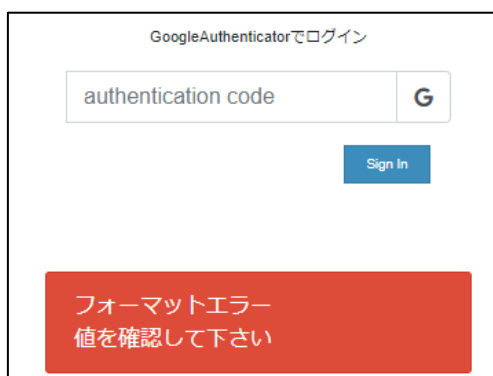 GoogleAuthenticatorでログイン
authentication code
G
Sign In
フォーマットエラー
値を確認して下さい